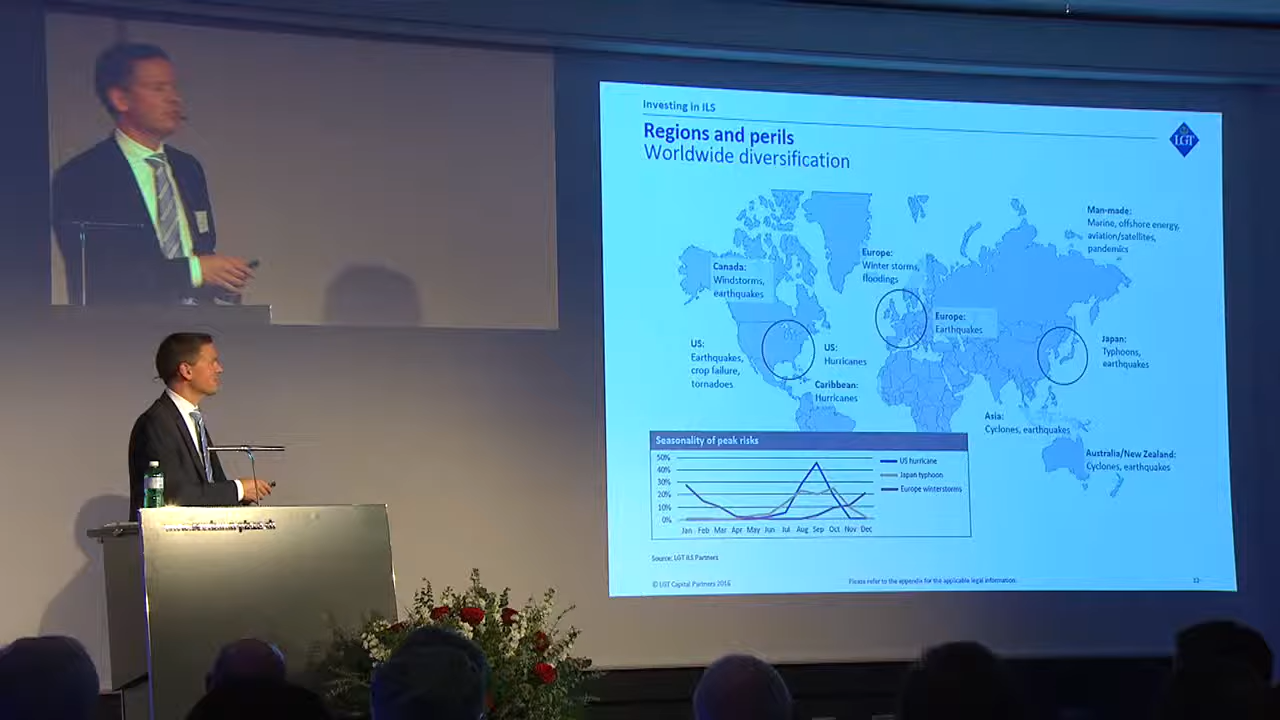 Investing in ILS
Regions and perils
Worldwide diversification
LGT
Man-made:
Marine, offshore energy,
aviation/satellites,
pandemics
Canada:
Windstorms,
earthquakes
Europe:
Winter storms,
floodings
Europe:
Earthquakes
US:
Earthquakes,
crop failure,
tornadoes
US:
Hurricanes
Caribbean:
Hurricanes
Japan:
Typhoons,
earthquakes
Asia:
Cyclones, earthquakes
Australia/New Zealand:
Cyclones, earthquakes
Seasonality of peak risks
50%
40%
30%
20%
10%
0%
Jan Feb Mar Apr May Jun Jul Aug Sep Oct Nov Dec
US hurricane
Japan typhoon
Europe winterstorms
Source: LGT ILS Partners
© LGT Capital Partners 2016
Please refer to the appendix for the applicable legal information.